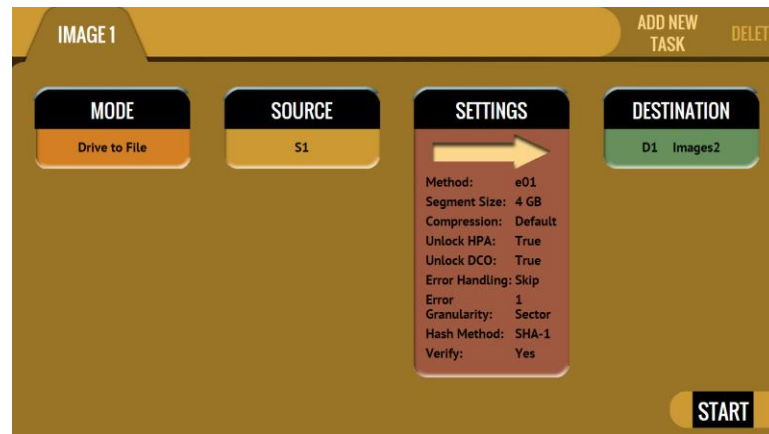 IMAGE 1
ADD NEW
TASK
DELET
MODE
Drive to File
SOURCE
S1
SETTINGS
Method: e01
Segment Size: 4 GB
Compression: Default
Unlock HPA: True
Unlock DCO: True
Error Handling: Skip
Error 1
Granularity: Sector
Hash Method: SHA-1
Verify: Yes
DESTINATION
D1 Images2
START